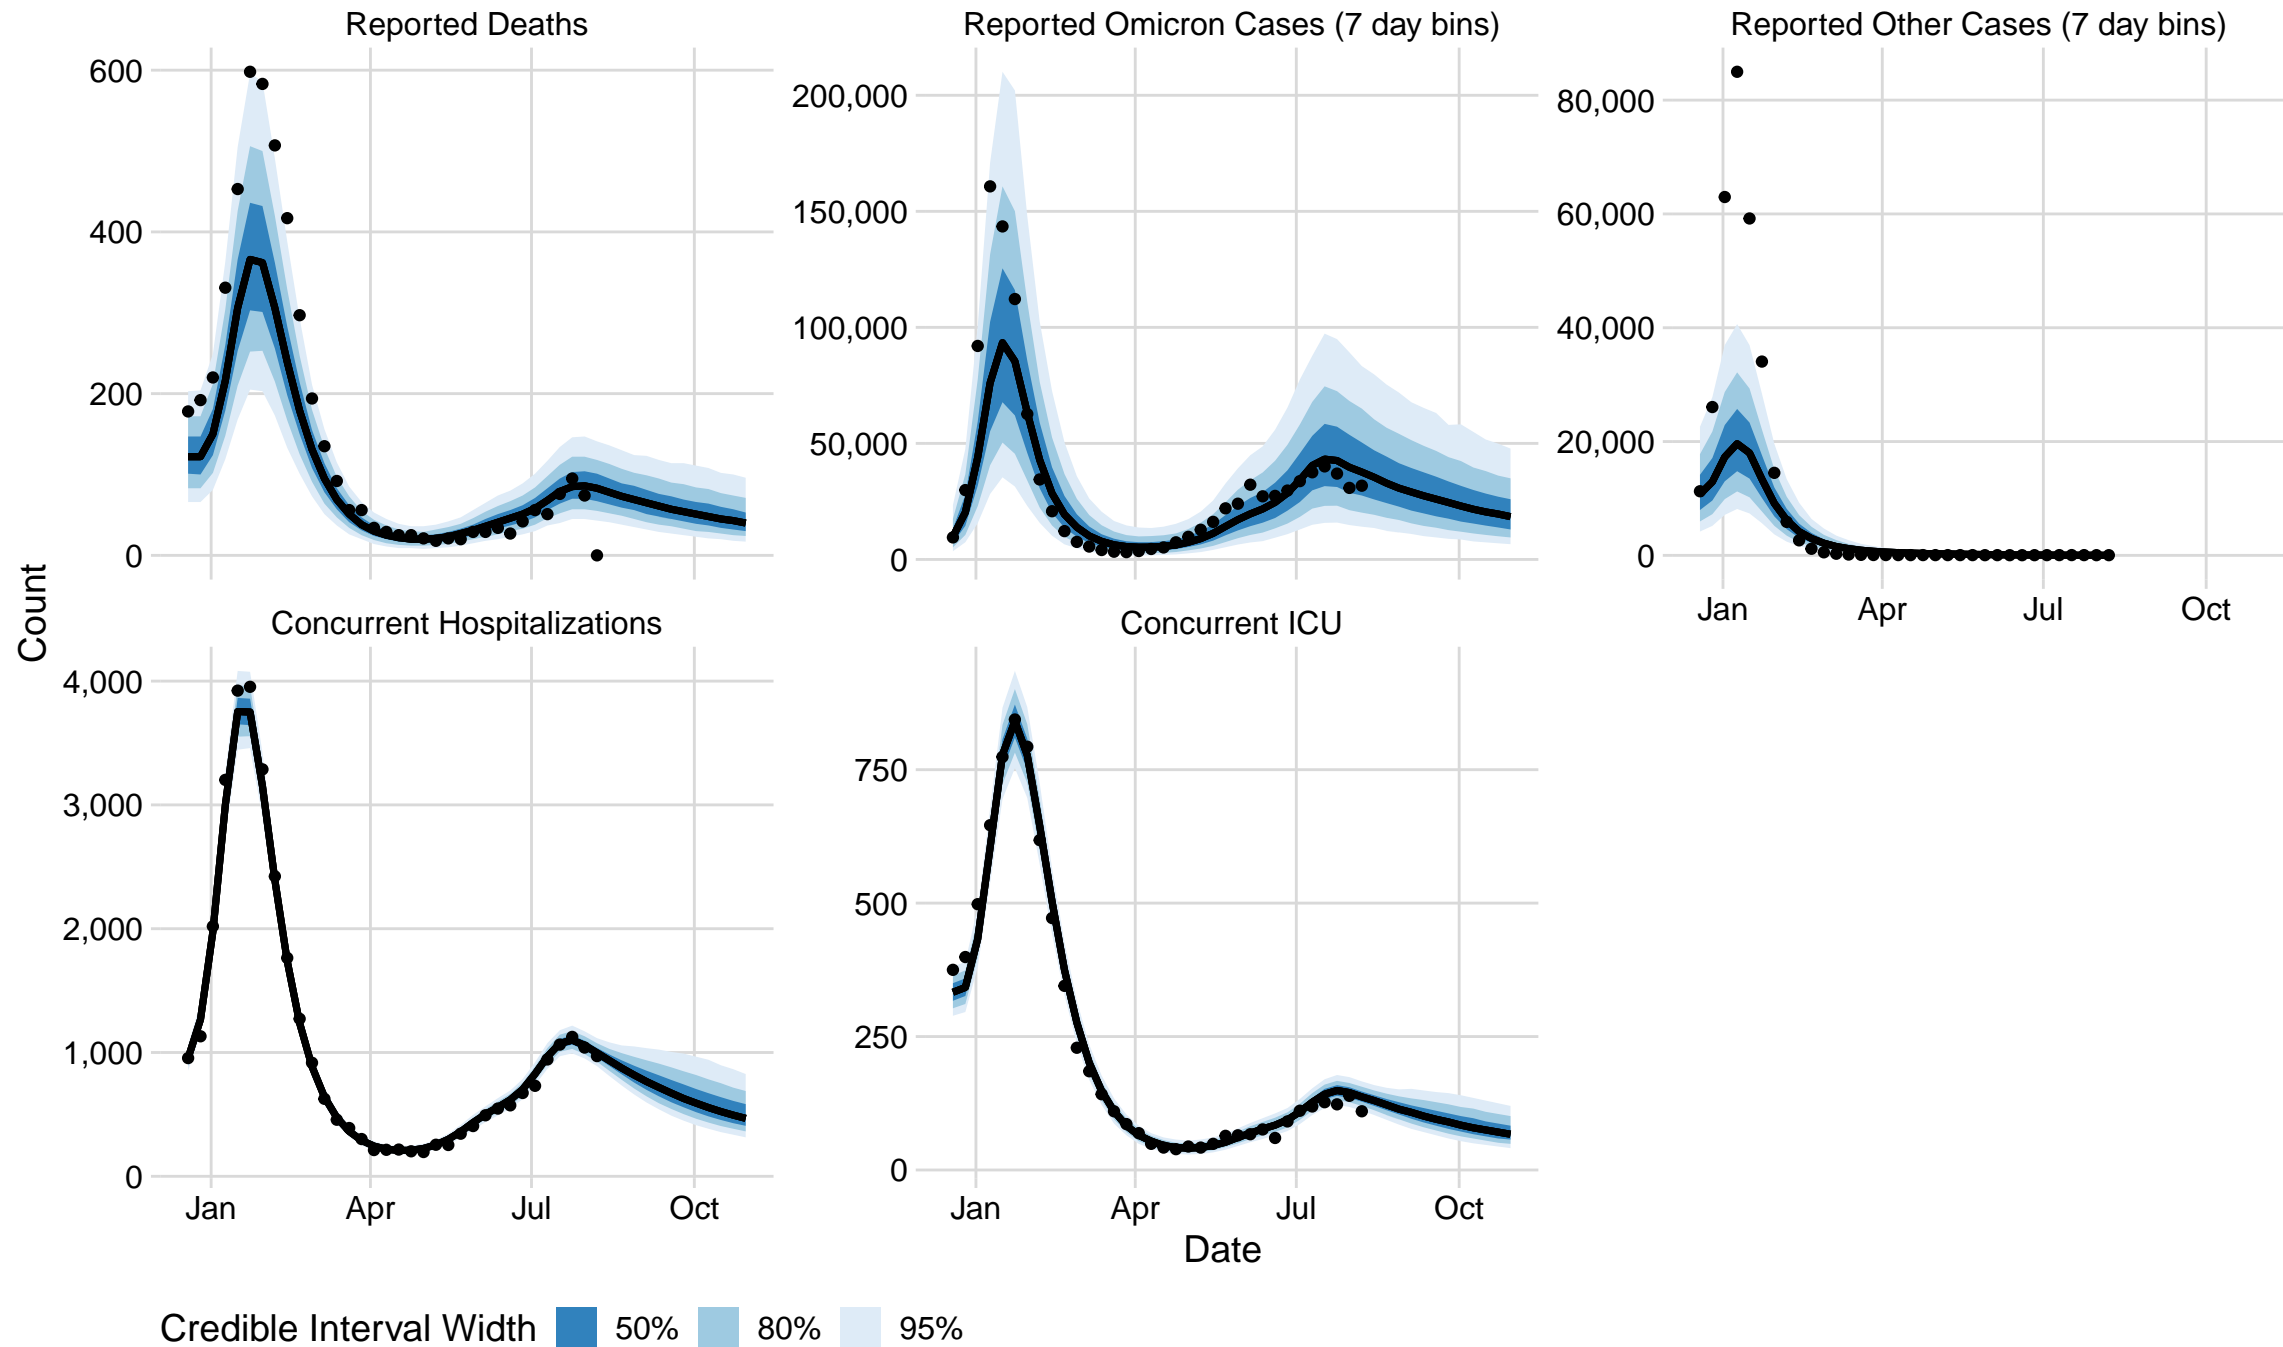 Reported Deaths
Reported Omicron Cases (7 day bins)
Reported Other Cases (7 day bins)
600
400
200
0
200,000
150,000
100,000
50,000
0
80,000
60,000
40,000
20,000
0
Jan Apr Jul Oct
Count
Concurrent Hospitalizations
Concurrent ICU
4,000
3,000
2,000
1,000
0
750
500
250
0
Jan Apr Jul Oct
Jan Apr Jul Oct
Date
Credible Interval Width 50% 80% 95%